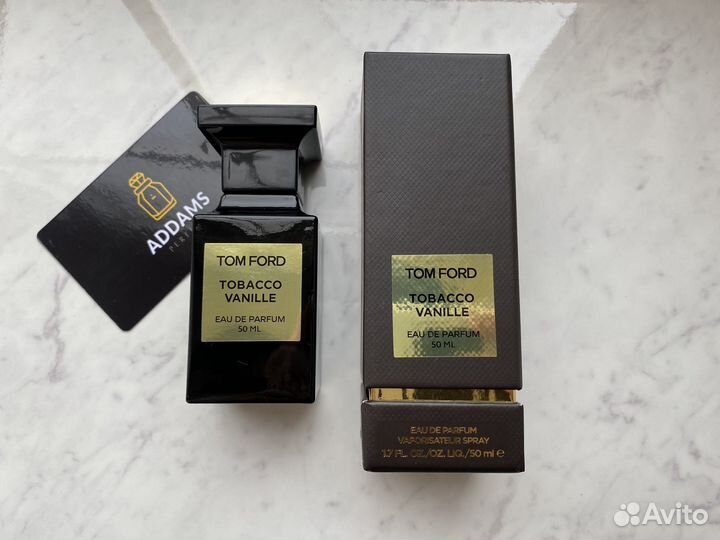 ADDAMS
TOM FORD
TOBACCO
VANILLE
EAU DE PARFUM
50 ML
TOM FORD
TOBACCO
VANILLE
EAU DE PARFUM
50 ML
EAU DE PARFUM
VAPORISATEUR SPRAY
1.7 FL. OZ./OZ. LIQ./50 ml e
Avito